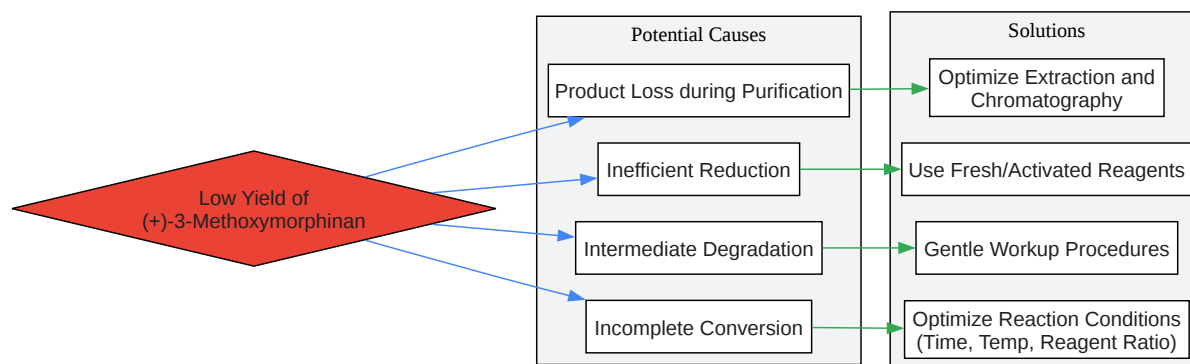 Potential Causes
Solutions
Product Loss during Purification
Optimize Extraction and
Chromatography
Inefficient Reduction
Use Fresh/Activated Reagents
Low Yield of
(+)-3-Methoxymorphinan
Intermediate Degradation
Gentle Workup Procedures
Incomplete Conversion
Optimize Reaction Conditions
(Time, Temp, Reagent Ratio)